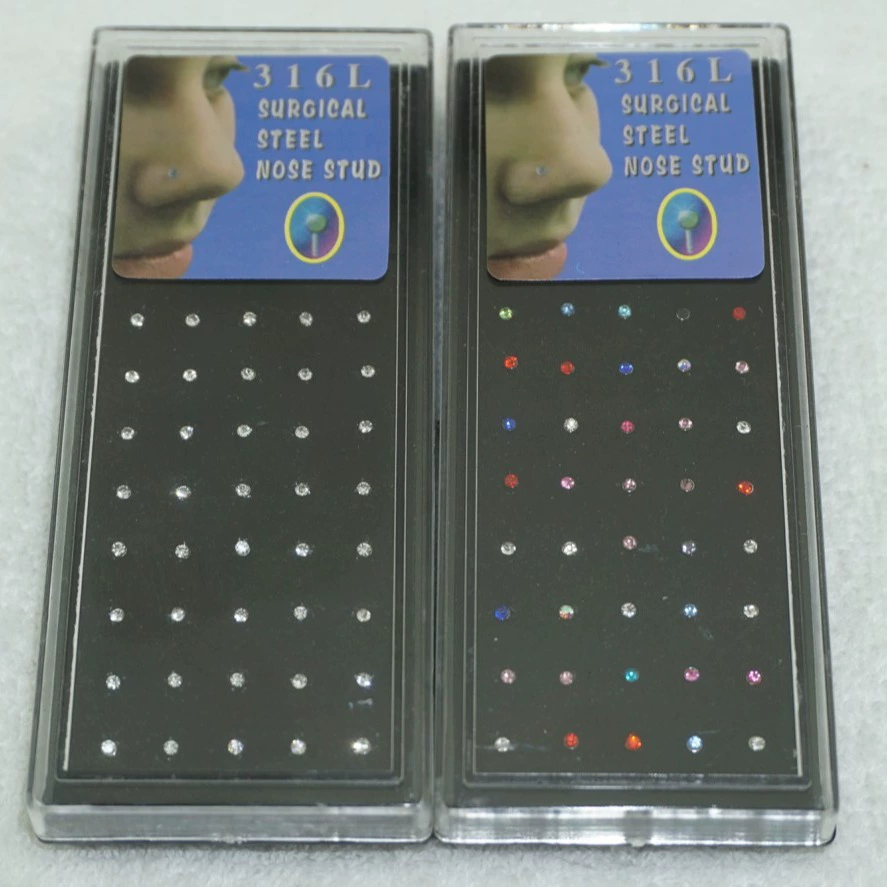 316L
SURGICAL
STEEL
NOSE STUD
316L
SURGICAL
STEEL
NOSE STUD